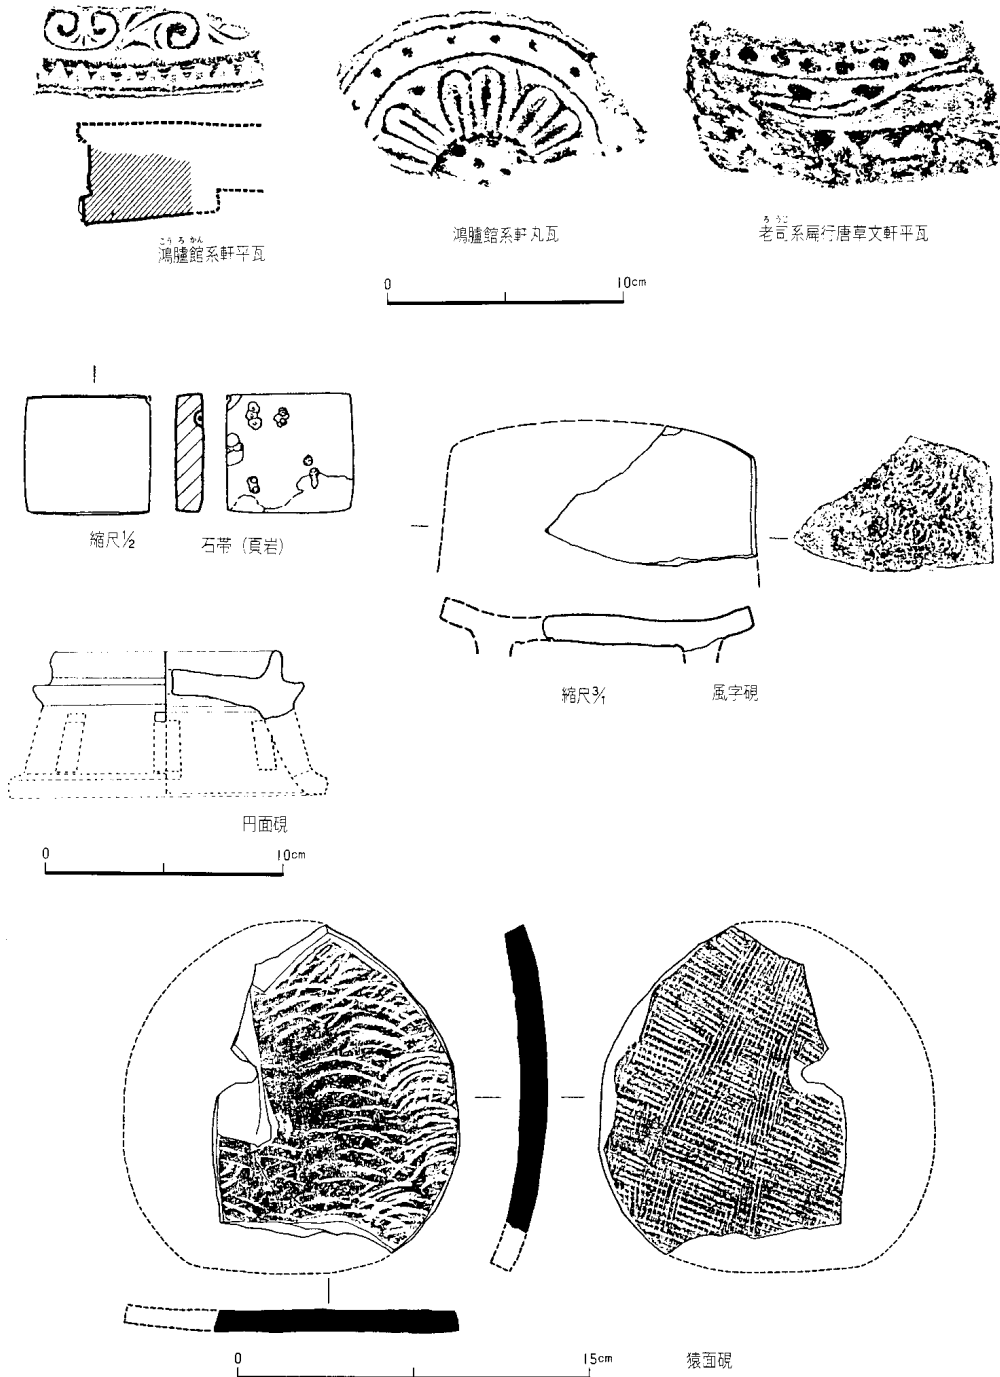 こうろかん
鴻臚館系軒平瓦
鴻臚館系軒丸瓦
ろうじ
老司系扁行唐草文軒平瓦
0 10cm
縮尺½
石帯(頁岩)
縮尺³⁄₁
風字硯
円面硯
0 10cm
0 15cm
猿面硯